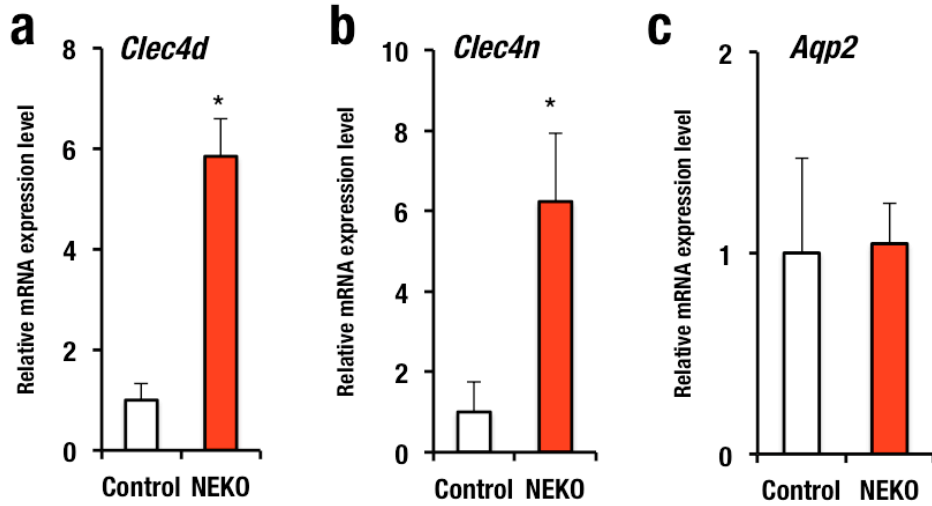 a
Clec4d
Relative mRNA expression level
8
6
4
2
0
*
Control NEKO
b
Clec4n
Relative mRNA expression level
10
8
6
4
2
0
*
Control NEKO
c
Aqp2
Relative mRNA expression level
2
1
0
Control NEKO